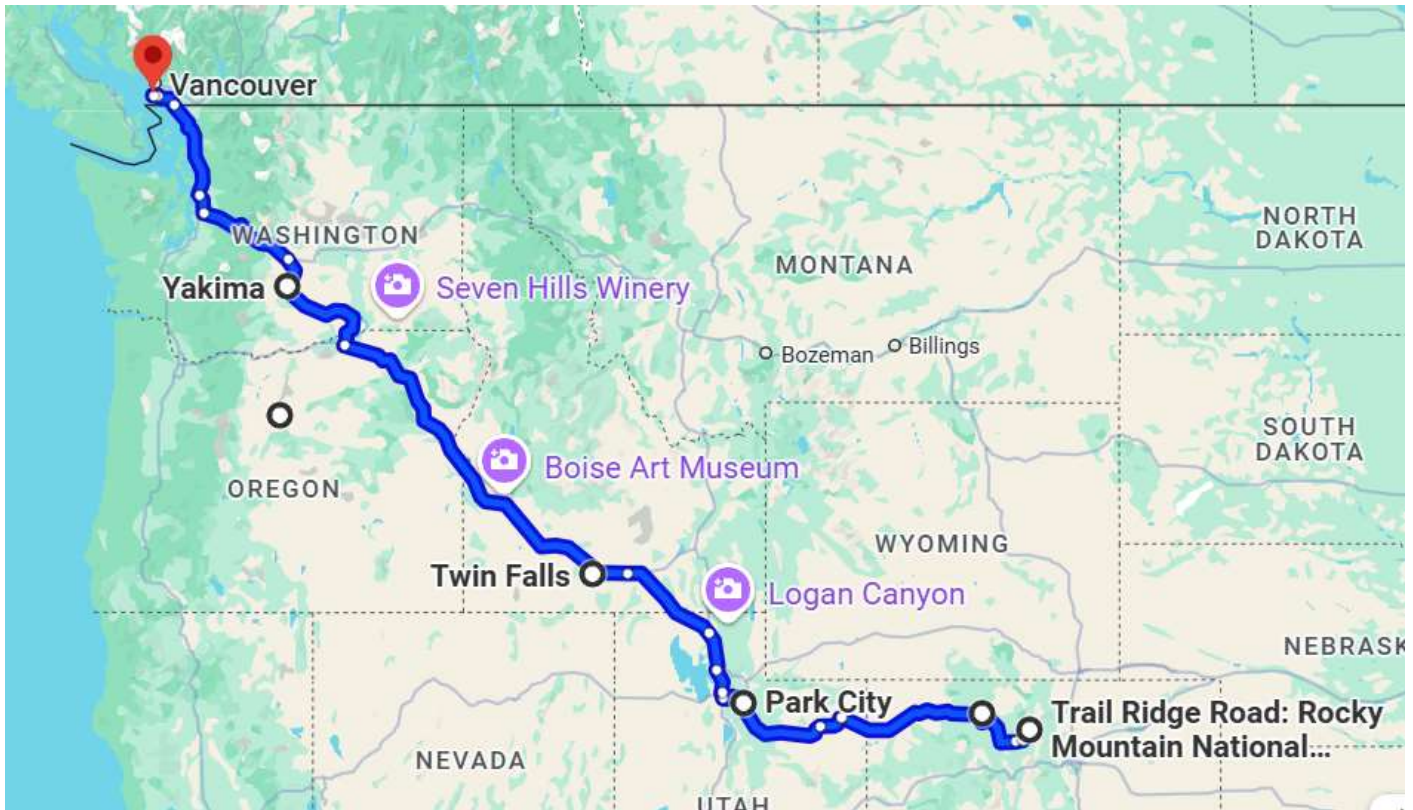 Vancouver
WASHINGTON
NORTH
DAKOTA
MONTANA
Yakima
Seven Hills Winery
Bozeman
Billings
SOUTH
DAKOTA
Boise Art Museum
OREGON
WYOMING
Twin Falls
Logan Canyon
NEBRASK
Park City
Trail Ridge Road: Rocky
Mountain National...
NEVADA
UTAH